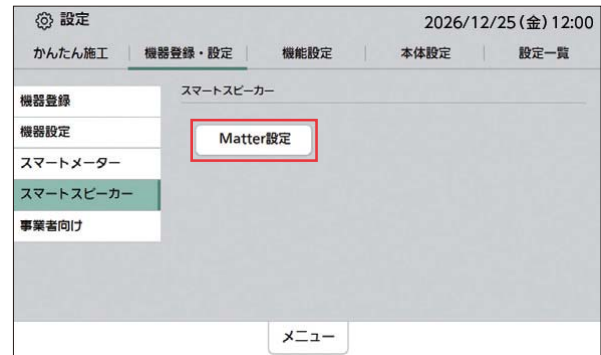 設定 2026/12/25(金)12:00
かんたん施工 機器登録・設定 機能設定 本体設定 設定一覧
スマートスピーカー
機器登録
機器設定
スマートメーター
スマートスピーカー
事業者向け
Matter設定
メニュー